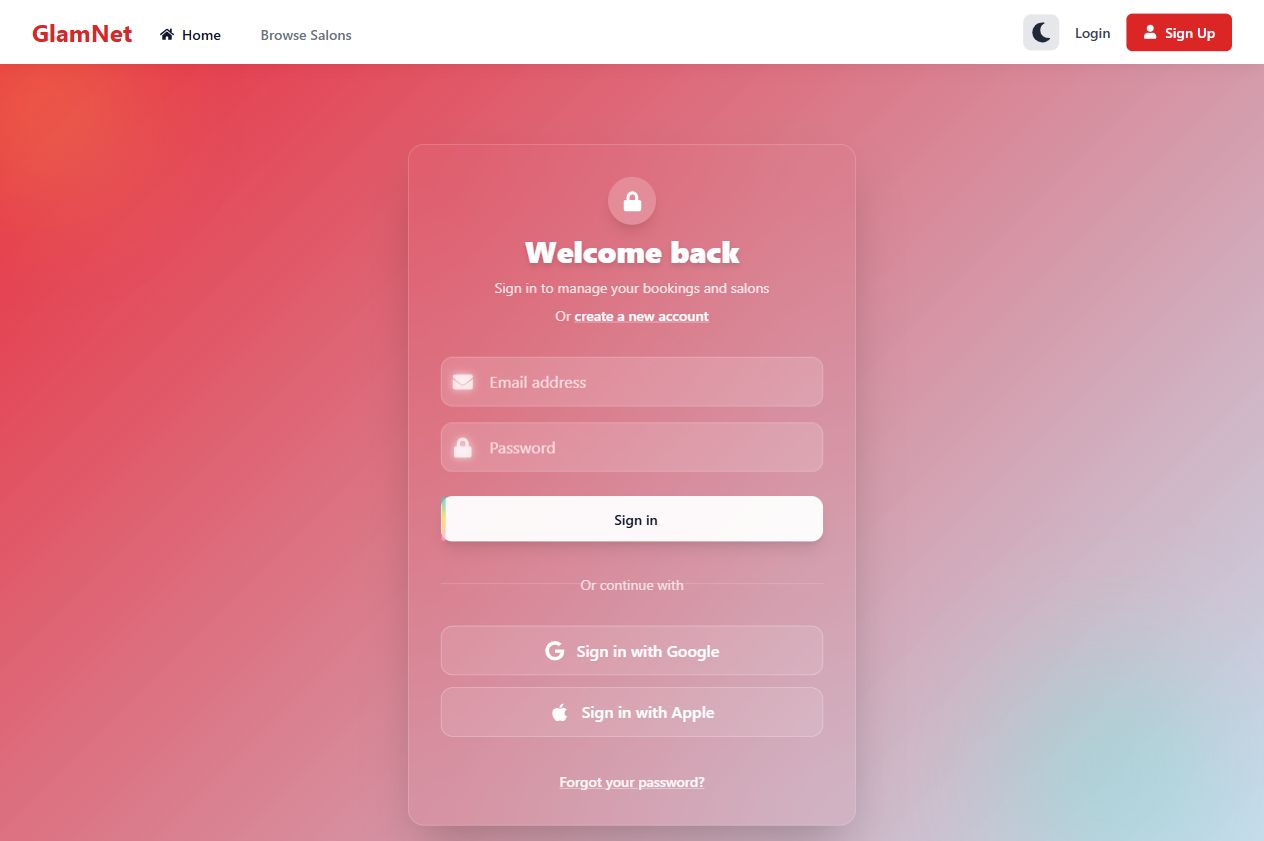 GlamNet Home Browse Salons Login Sign Up
Welcome back
Sign in to manage your bookings and salons
Or create a new account
Email address
Password
Sign in
Or continue with
Sign in with Google
Sign in with Apple
Forgot your password?